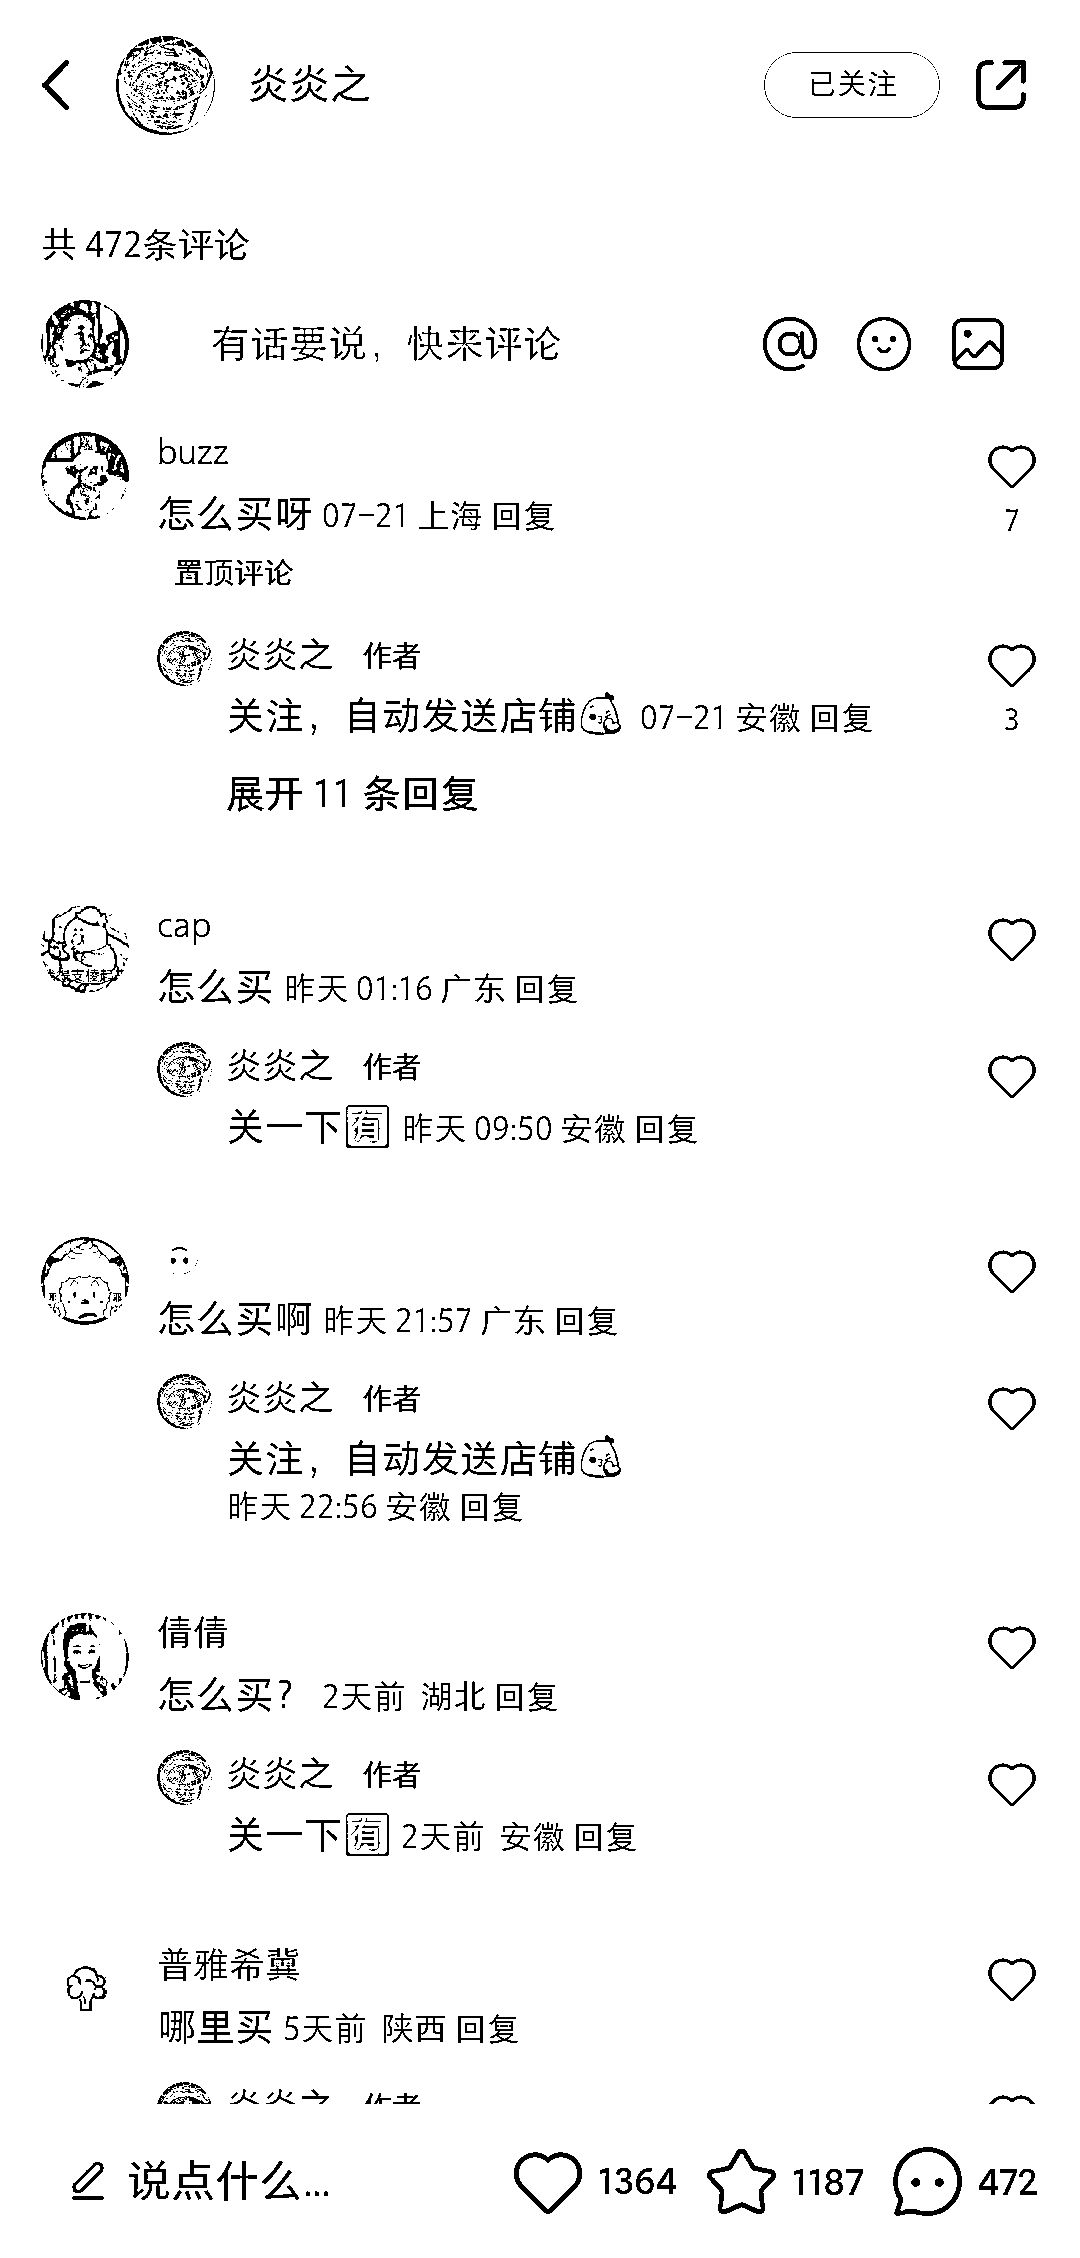 炎炎之
已关注
共 472条评论
有话要说，快来评论
buzz
怎么买呀 07-21 上海 回复
7
置顶评论
炎炎之 作者
关注，自动发送店铺 07-21 安徽 回复
3
展开 11 条回复
cap
怎么买 昨天 01:16 广东 回复
炎炎之 作者
关一下 昨天 09:50 安徽 回复
怎么买啊 昨天 21:57 广东 回复
炎炎之 作者
关注，自动发送店铺
昨天 22:56 安徽 回复
倩倩
怎么买？ 2天前 湖北 回复
炎炎之 作者
关一下 2天前 安徽 回复
普雅希冀
哪里买 5天前 陕西 回复
炎炎之 作者
说点什么...
1364
1187
472